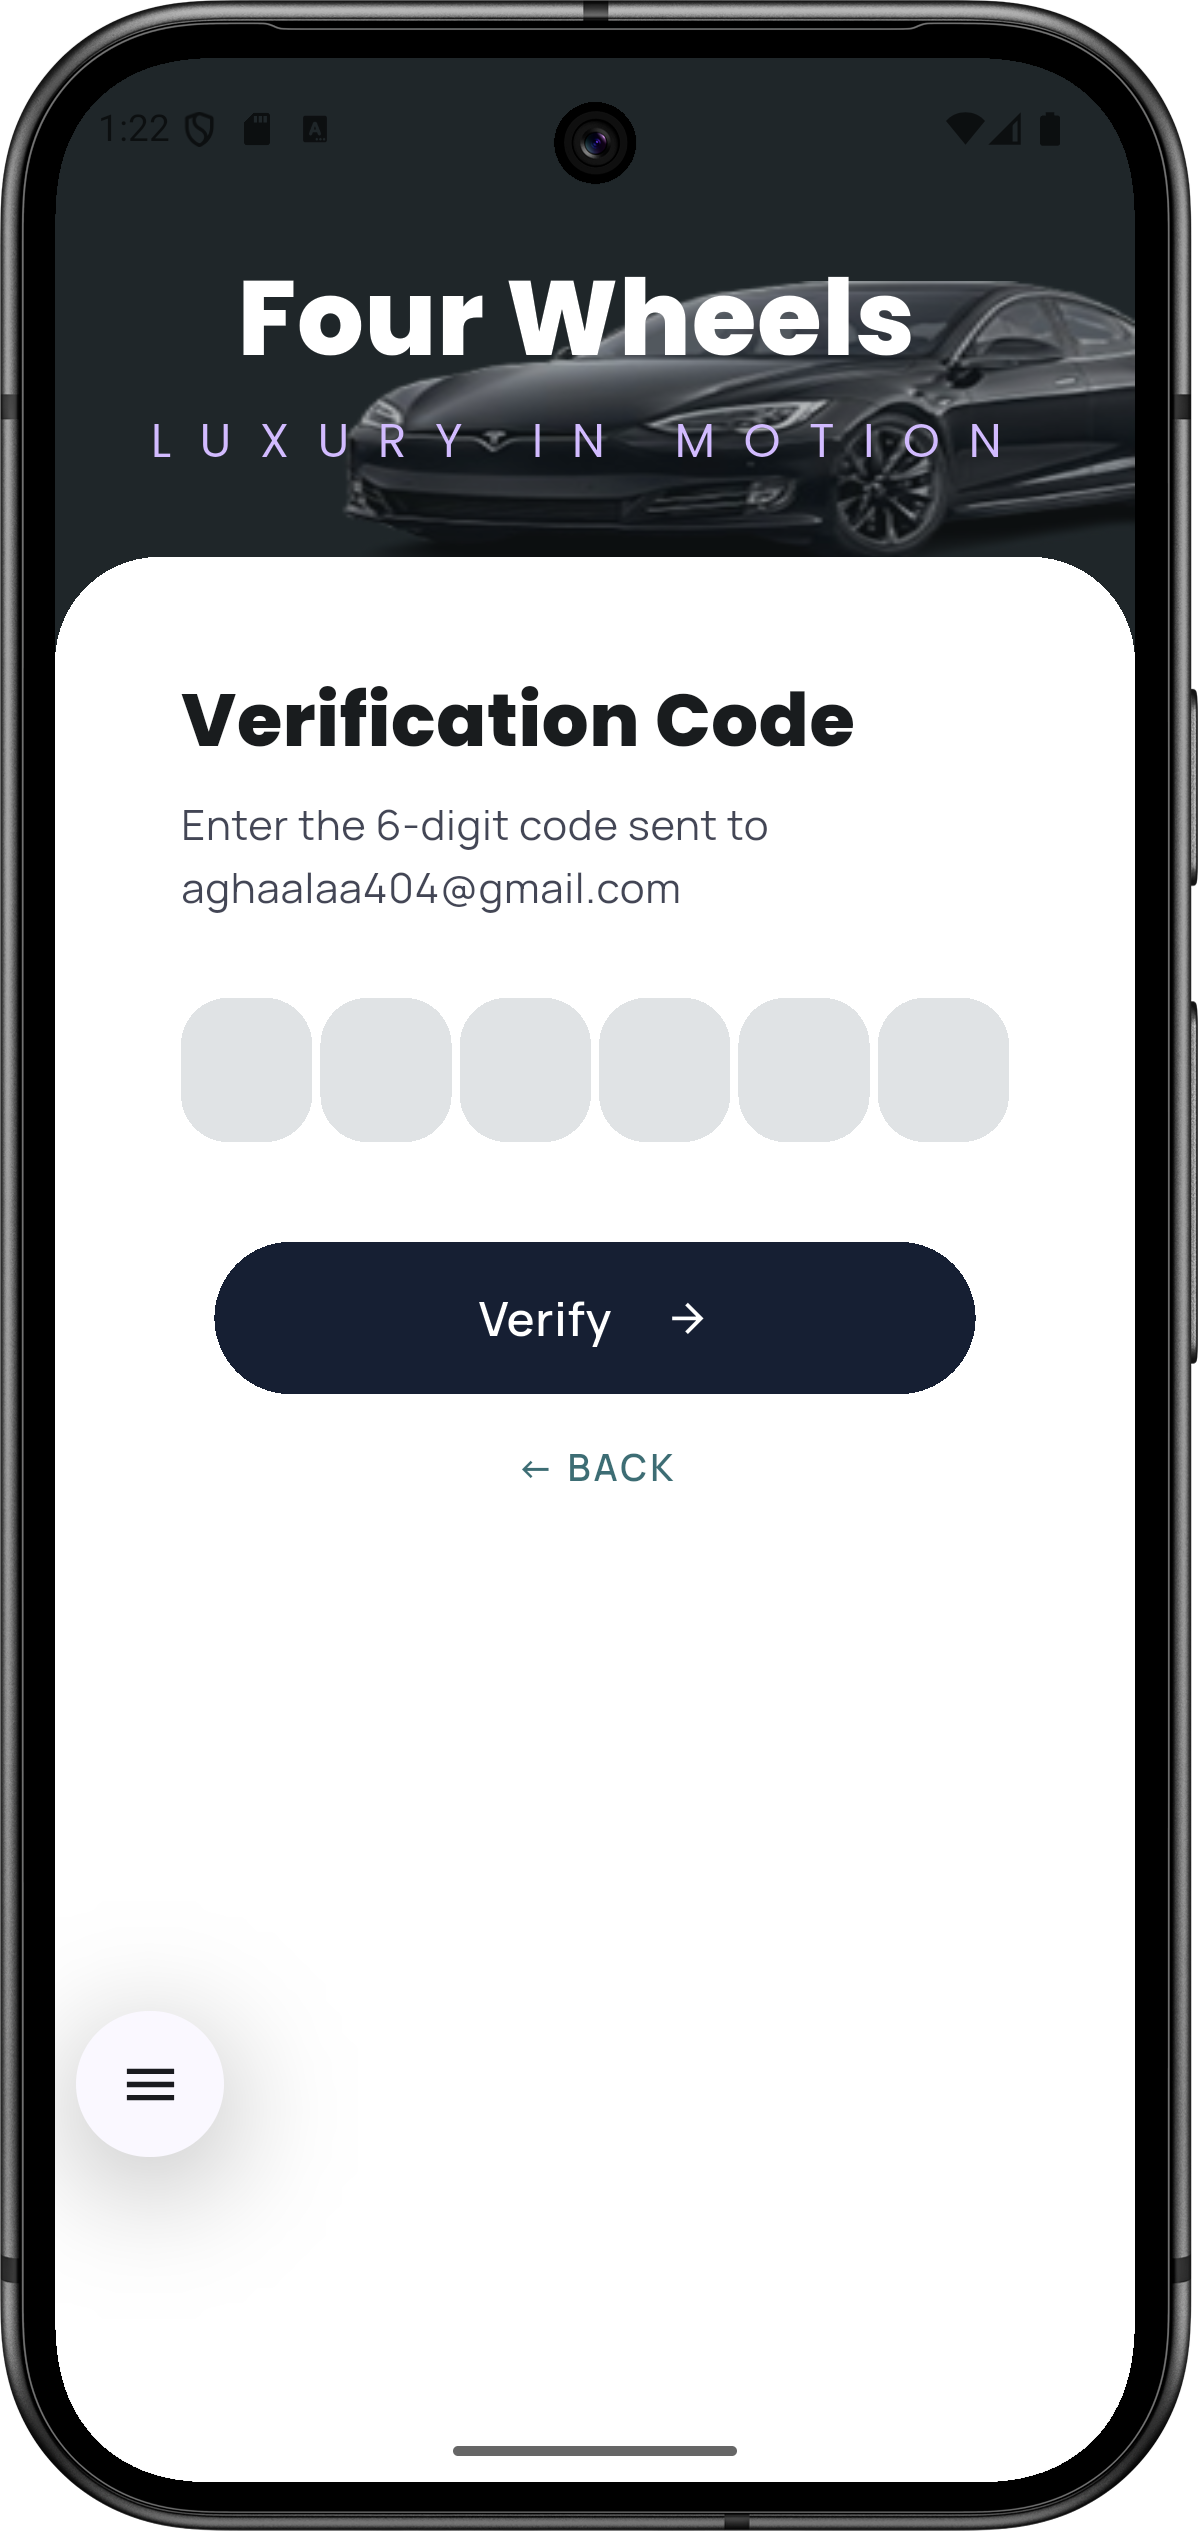 1:22
Four Wheels
LUXURY IN MOTION
Verification Code
Enter the 6-digit code sent to
aghaalaa404@gmail.com
Verify →
← BACK